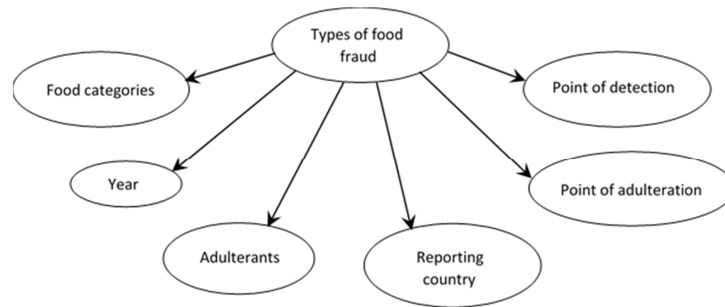 Types of food
fraud
Food categories
Point of detection
Year
Point of adulteration
Adulterants
Reporting
country